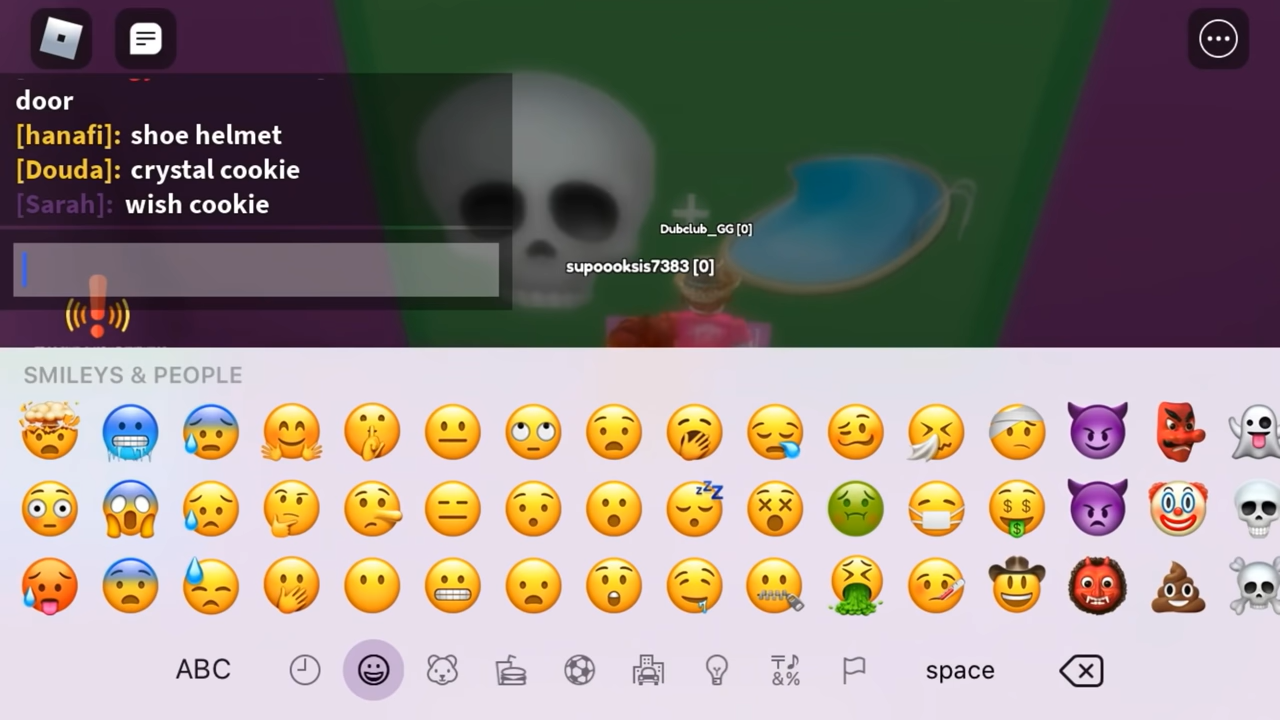 door
[hanafi]: shoe helmet
[Douda]: crystal cookie
[Sarah]: wish cookie
Dubclub_GG [0]
supoooksis7383 [0]
SMILEYS & PEOPLE
ABC
space